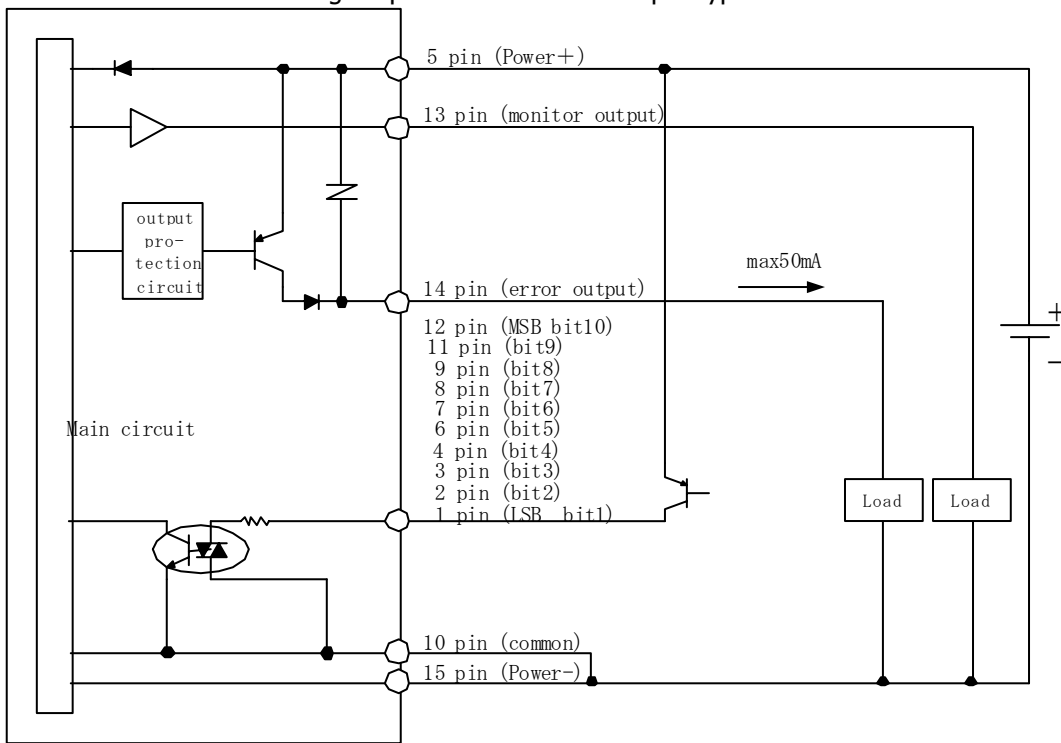 5 pin (Power+)
13 pin (monitor output)
output
pro-
tection
circuit
max50mA
14 pin (error output)
12 pin (MSB bit10)
11 pin (bit9)
9 pin (bit8)
8 pin (bit7)
7 pin (bit6)
6 pin (bit5)
4 pin (bit4)
3 pin (bit3)
2 pin (bit2)
1 pin (LSB bit1)
+
−
Main circuit
Load
Load
10 pin (common)
15 pin (Power-)